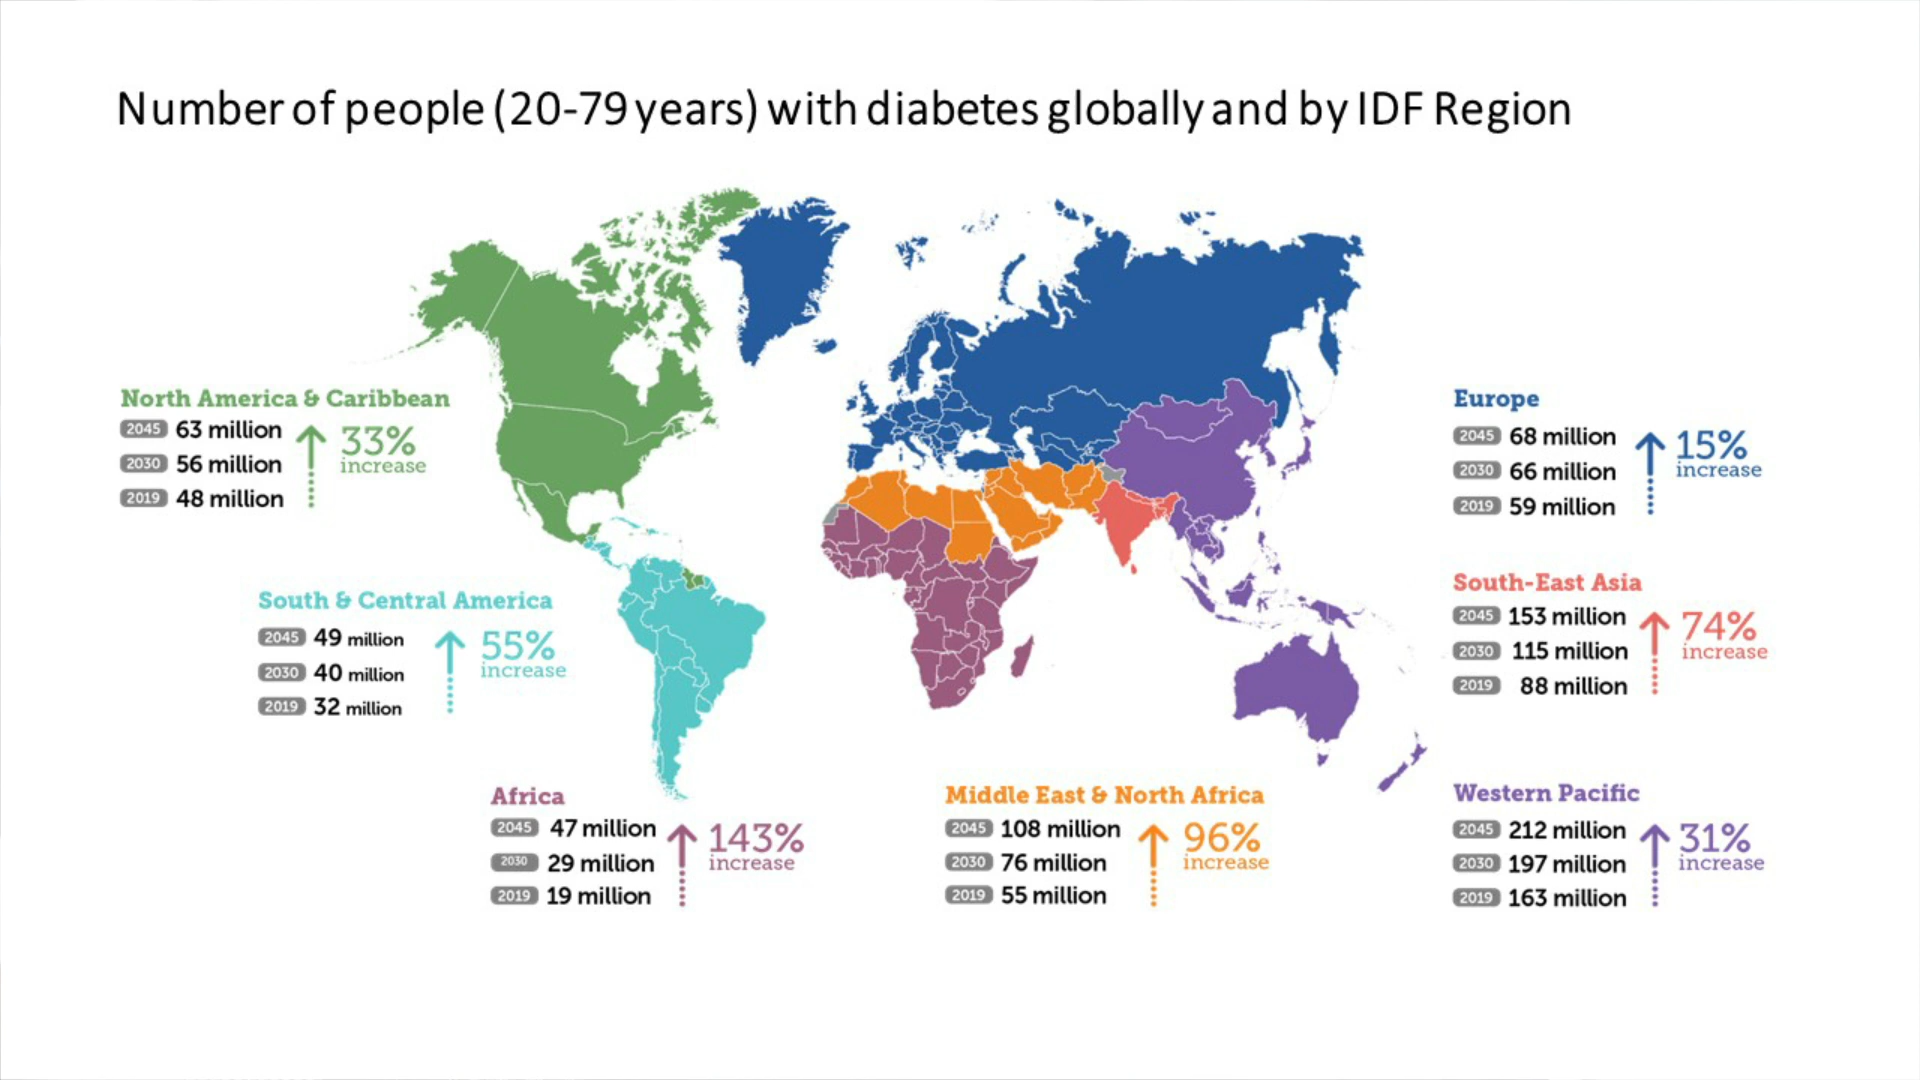 Number of people (20-79 years) with diabetes globally and by IDF Region
North America & Caribbean
2045 63 million
2030 56 million
2019 48 million
33%
increase
South & Central America
2045 49 million
2030 40 million
2019 32 million
55%
increase
Africa
2045 47 million
2030 29 million
2019 19 million
143%
increase
Middle East & North Africa
2045 108 million
2030 76 million
2019 55 million
96%
increase
Europe
2045 68 million
2030 66 million
2019 59 million
15%
increase
South-East Asia
2045 153 million
2030 115 million
2019 88 million
74%
increase
Western Pacific
2045 212 million
2030 197 million
2019 163 million
31%
increase